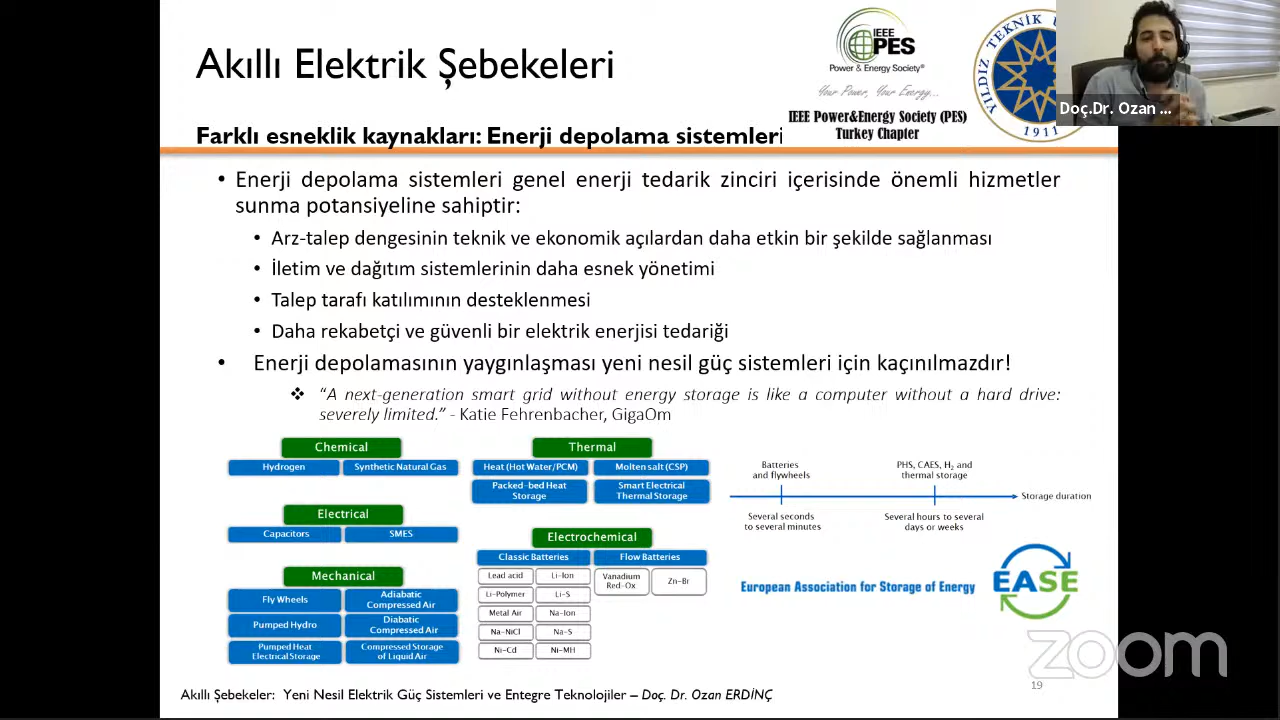 Akıllı Elektrik Şebekeleri
IEEE
PES
Power & Energy Society®
Your Power, Your Energy...
IEEE Power&Energy Society (PES)
Turkey Chapter
YILDIZ TEKNİK
1911
Doç.Dr. Ozan ...
Farklı esneklik kaynakları: Enerji depolama sistemleri
• Enerji depolama sistemleri genel enerji tedarik zinciri içerisinde önemli hizmetler
sunma potansiyeline sahiptir:
• Arz-talep dengesinin teknik ve ekonomik açılardan daha etkin bir şekilde sağlanması
• İletim ve dağıtım sistemlerinin daha esnek yönetimi
• Talep tarafı katılımının desteklenmesi
• Daha rekabetçi ve güvenli bir elektrik enerjisi tedariği
• Enerji depolamasının yaygınlaşması yeni nesil güç sistemleri için kaçınılmazdır!
❖ “A next-generation smart grid without energy storage is like a computer without a hard drive:
severely limited.” - Katie Fehrenbacher, GigaOm
Chemical
Hydrogen
Synthetic Natural Gas
Electrical
Capacitors
SMES
Mechanical
Fly Wheels
Adiabatic
Compressed Air
Pumped Hydro
Diabatic
Compressed Air
Pumped Heat
Electrical Storage
Compressed Storage
of Liquid Air
Thermal
Heat (Hot Water/PCM)
Molten salt (CSP)
Packed-bed Heat
Storage
Smart Electrical
Thermal Storage
Electrochemical
Classic Batteries
Flow Batteries
Lead acid
Li-Ion
Vanadium
Red-Ox
Zn-Br
Li-Polymer
Li-S
Metal Air
Na-Ion
Na-NiCl
Na-S
Ni-Cd
Ni-MH
Batteries
and flywheels
PHS, CAES, H₂ and
thermal storage
Storage duration
Several seconds
to several minutes
Several hours to several
days or weeks
European Association for Storage of Energy
EASE
zoom
19
Akıllı Şebekeler: Yeni Nesil Elektrik Güç Sistemleri ve Entegre Teknolojiler – Doç. Dr. Ozan ERDİNÇ